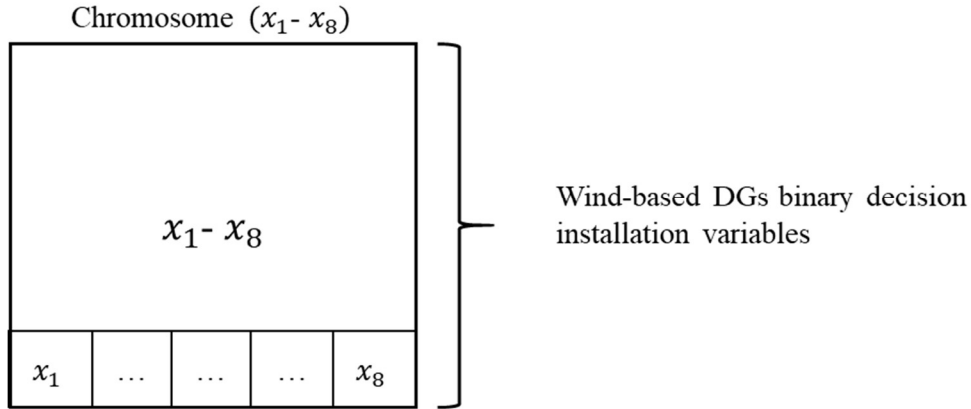 Chromosome (x₁- x₈)
x₁- x₈
Wind-based DGs binary decision
installation variables
x₁ ... ... ... x₈